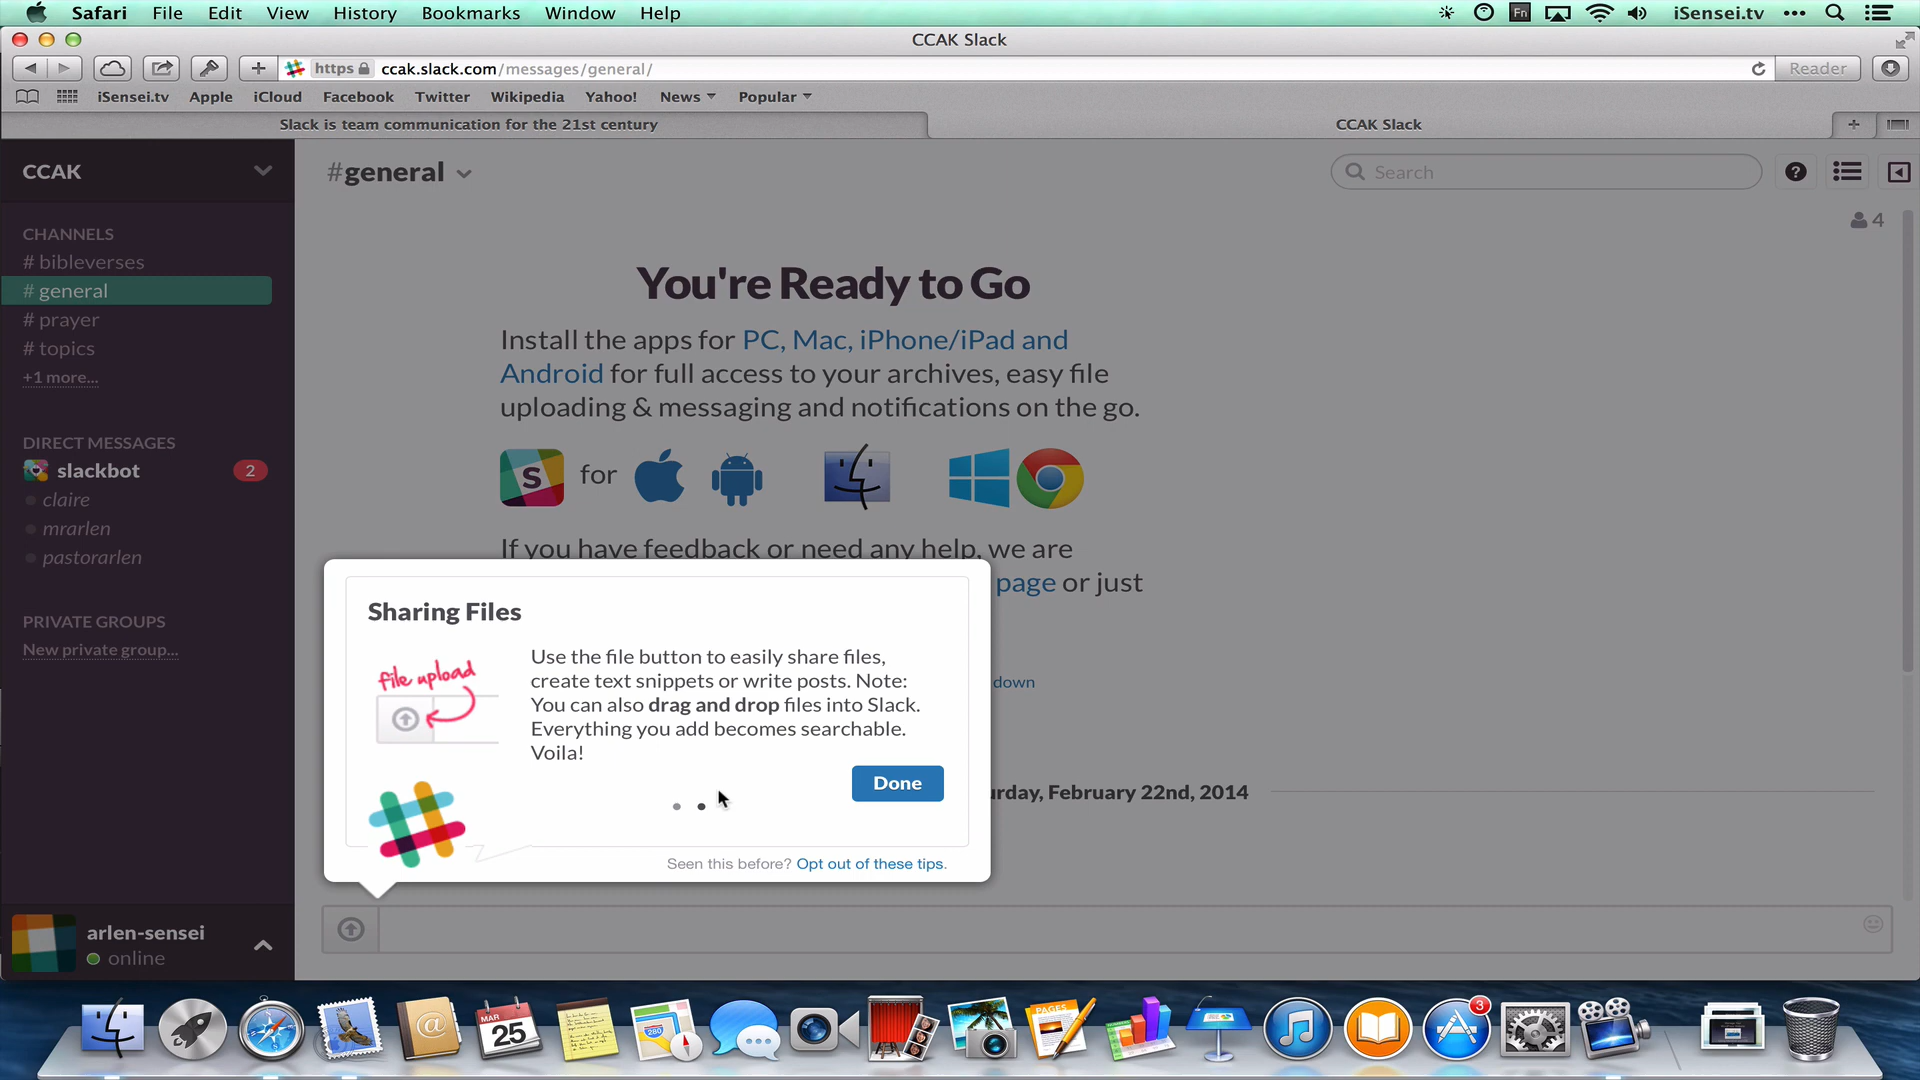 Safari File Edit View History Bookmarks Window Help
Fn
iSensei.tv
CCAK Slack
https ccak.slack.com/messages/general/
Reader
iSensei.tv Apple iCloud Facebook Twitter Wikipedia Yahoo! News Popular
Slack is team communication for the 21st century
CCAK Slack
CCAK
#general
Search
4
CHANNELS
# bibleverses
# general
# prayer
# topics
+1 more...
DIRECT MESSAGES
slackbot 2
claire
mrarlen
pastorarlen
PRIVATE GROUPS
New private group...
arlen-sensei
online
You're Ready to Go
Install the apps for PC, Mac, iPhone/iPad and
Android for full access to your archives, easy file
uploading & messaging and notifications on the go.
S for
If you have feedback or need any help, we are
page or just
down
urday, February 22nd, 2014
Sharing Files
file upload
Use the file button to easily share files,
create text snippets or write posts. Note:
You can also drag and drop files into Slack.
Everything you add becomes searchable.
Voila!
Done
Seen this before? Opt out of these tips.
MAR
25
280
PAGES
3